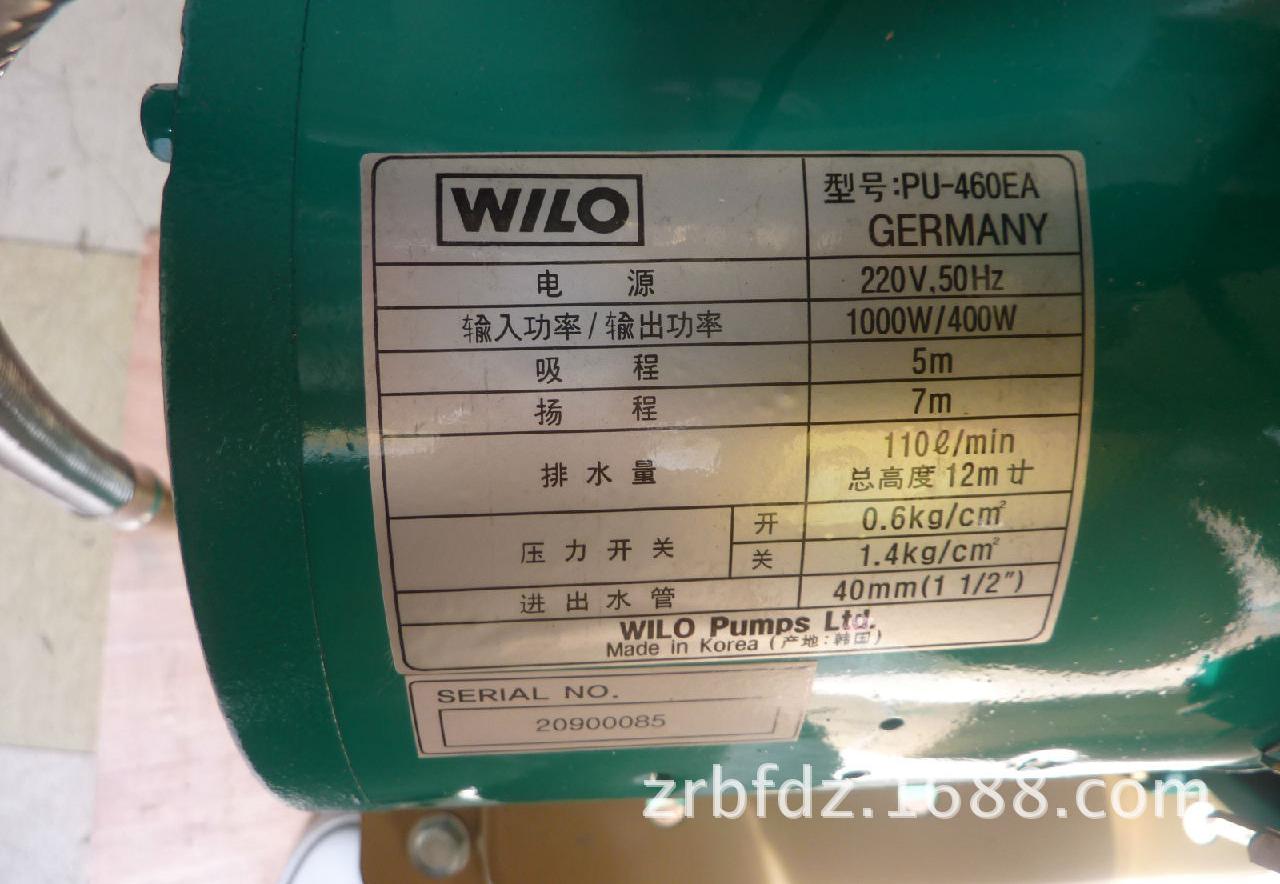 WILO
型号:PU-460EA
GERMANY
电 源 220V,50Hz
输入功率/输出功率 1000W/400W
吸 程 5m
扬 程 7m
排水量 110ℓ/min
总高度12m廿
压力开关 开 0.6kg/cm²
关 1.4kg/cm²
进出水管 40mm(1 1/2")
WILO Pumps Ltd.
Made in Korea (产地:韩国)
SERIAL NO.
20900085
zrbfdz.1688.com